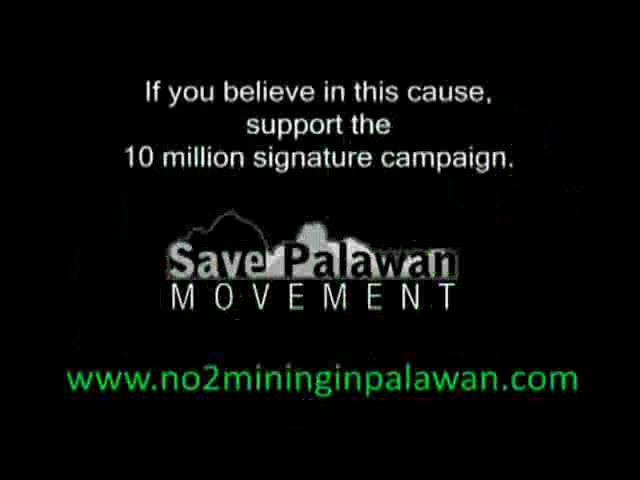 If you believe in this cause,
support the
10 million signature campaign.
Save Palawan
MOVEMENT
www.no2mininginpalawan.com